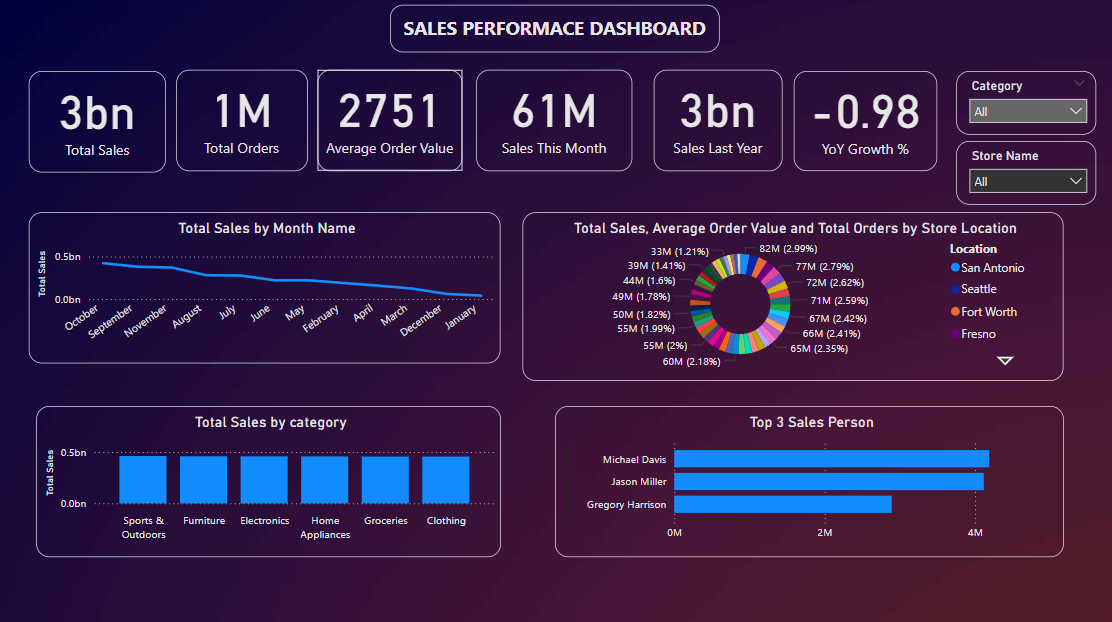 SALES PERFORMACE DASHBOARD
3bn
Total Sales
1M
Total Orders
2751
Average Order Value
61M
Sales This Month
3bn
Sales Last Year
-0.98
YoY Growth %
Category
All
Store Name
All
Total Sales by Month Name
Total Sales
0.5bn
0.0bn
October
September
November
August
July
June
May
February
April
March
December
January
Total Sales, Average Order Value and Total Orders by Store Location
33M (1.21%)
39M (1.41%)
44M (1.6%)
49M (1.78%)
50M (1.82%)
55M (1.99%)
55M (2%)
60M (2.18%)
82M (2.99%)
77M (2.79%)
72M (2.62%)
71M (2.59%)
67M (2.42%)
66M (2.41%)
65M (2.35%)
Location
San Antonio
Seattle
Fort Worth
Fresno
Total Sales by category
Total Sales
0.5bn
0.0bn
Sports &
Outdoors
Furniture
Electronics
Home
Appliances
Groceries
Clothing
Top 3 Sales Person
Michael Davis
Jason Miller
Gregory Harrison
0M
2M
4M